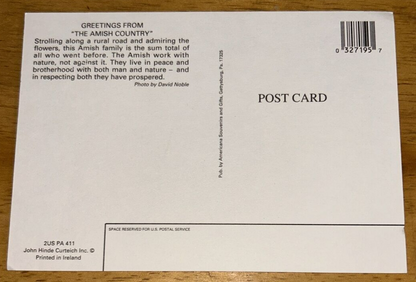 GREETINGS FROM
"THE AMISH COUNTRY"
Strolling along a rural road and admiring the
flowers, this Amish family is the sum total of
all who went before. The Amish work with
nature, not against it. They live in peace and
brotherhood with both man and nature – and
in respecting both they have prospered.
Photo by David Noble
Pub. by Americana Souvenirs and Gifts, Gettysburg, Pa. 17325
0 327195 7
POST CARD
SPACE RESERVED FOR U.S. POSTAL SERVICE
2US PA 411
John Hinde Curteich Inc. ©
Printed in Ireland